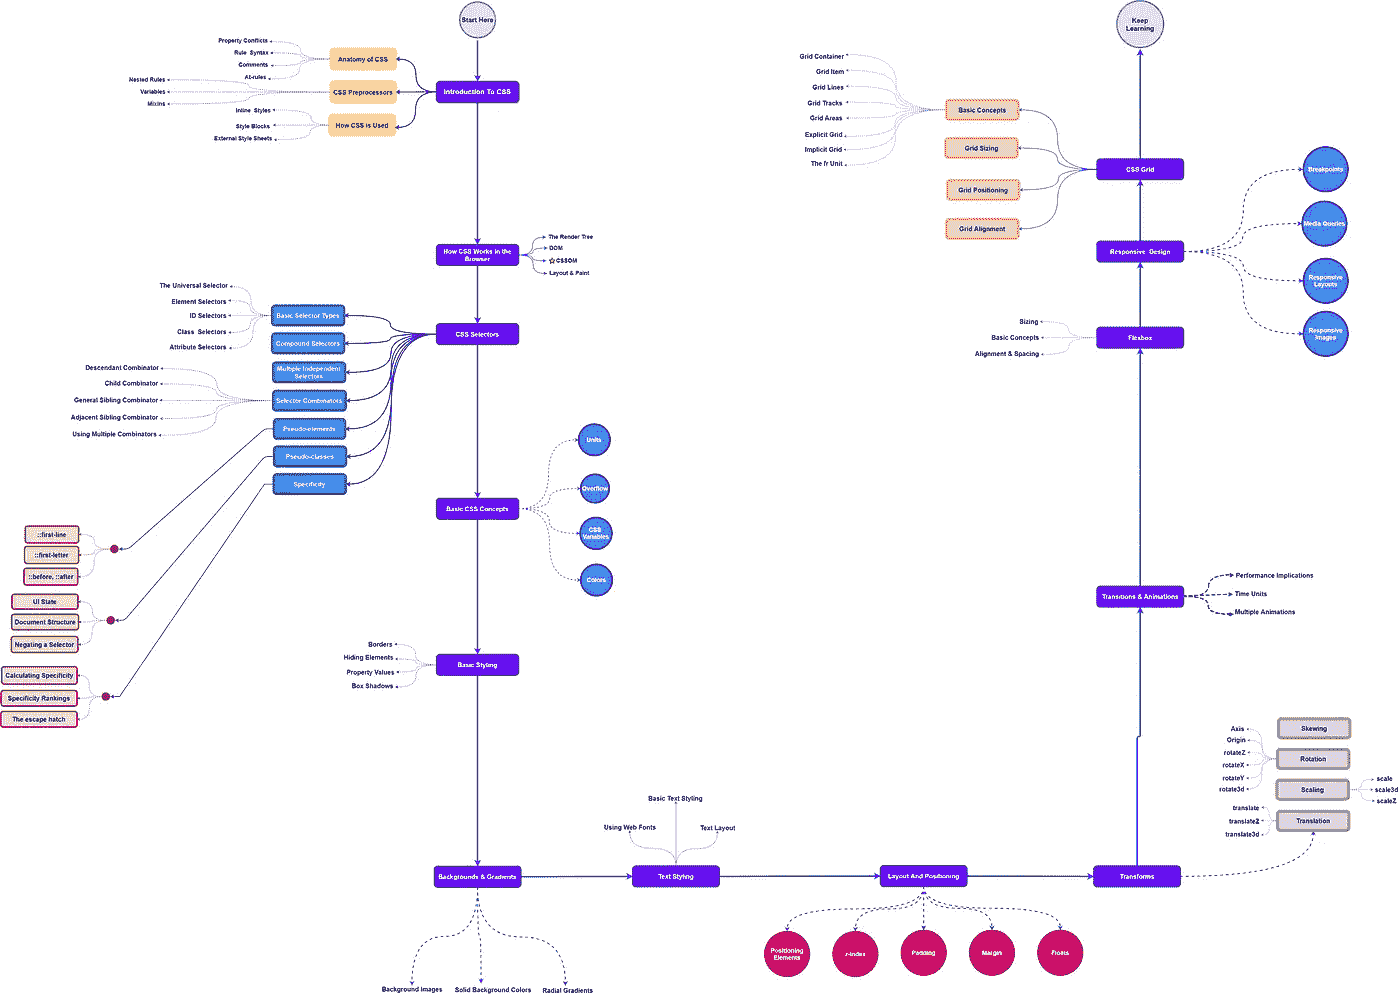 Start Here
Property Conflicts
Rule Syntax
Comments
At-rules
Anatomy of CSS
Nested Rules
Variables
Mixins
CSS Preprocessors
Introduction To CSS
Inline Styles
Style Blocks
External Style Sheets
How CSS is Used
How CSS Works in the
Browser
The Render Tree
DOM
CSSOM
Layout & Paint
The Universal Selector
Element Selectors
ID Selectors
Class Selectors
Attribute Selectors
Basic Selector Types
CSS Selectors
Compound Selectors
Multiple Independent
Selectors
Descendant Combinator
Child Combinator
General Sibling Combinator
Adjacent Sibling Combinator
Using Multiple Combinators
Selector Combinators
Pseudo-elements
Pseudo-classes
Specificity
::first-line
::first-letter
::before, ::after
UI State
Document Structure
Negating a Selector
Calculating Specificity
Specificity Rankings
The escape hatch
Basic CSS Concepts
Units
Overflow
CSS
Variables
Colors
Borders
Hiding Elements
Property Values
Box Shadows
Basic Styling
Backgrounds & Gradients
Background Images
Solid Background Colors
Radial Gradients
Basic Text Styling
Using Web Fonts
Text Layout
Text Styling
Layout And Positioning
Positioning
Elements
z-index
Padding
Margin
Floats
Transforms
Skewing
Axis
Origin
rotateZ
rotateX
rotateY
rotate3d
Rotation
Scaling
scale
scale3d
scaleZ
translate
translateZ
translate3d
Translation
Transitions & Animations
Performance Implications
Time Units
Multiple Animations
Sizing
Basic Concepts
Alignment & Spacing
Flexbox
Responsive Design
Breakpoints
Media Queries
Responsive
Layouts
Responsive
Images
CSS Grid
Grid Container
Grid Item
Grid Lines
Grid Tracks
Grid Areas
Explicit Grid
Implicit Grid
The fr Unit
Basic Concepts
Grid Sizing
Grid Positioning
Grid Alignment
Keep
Learning